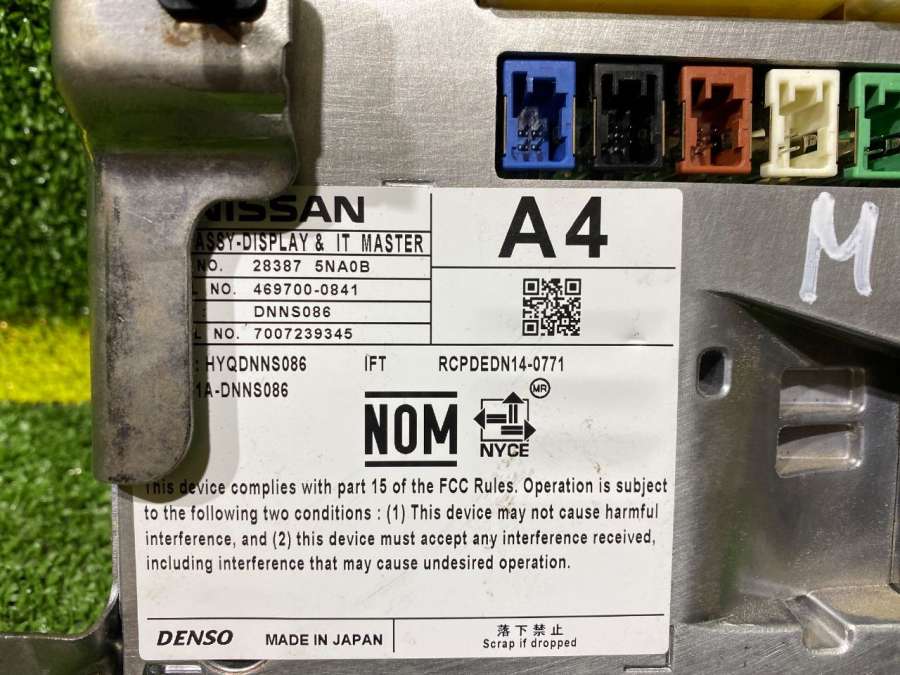 NISSAN
A4
ASSY-DISPLAY & IT MASTER
NO. 28387 5NA0B
NO. 469700-0841
: DNNS086
NO. 7007239345
: HYQDNNS086 IFT RCPDEDN14-0771
1A-DNNS086
MR
NOM
NYCE
This device complies with part 15 of the FCC Rules. Operation is subject
to the following two conditions : (1) This device may not cause harmful
interference, and (2) this device must accept any interference received,
including interference that may cause undesired operation.
DENSO MADE IN JAPAN
落下禁止
Scrap if dropped
M